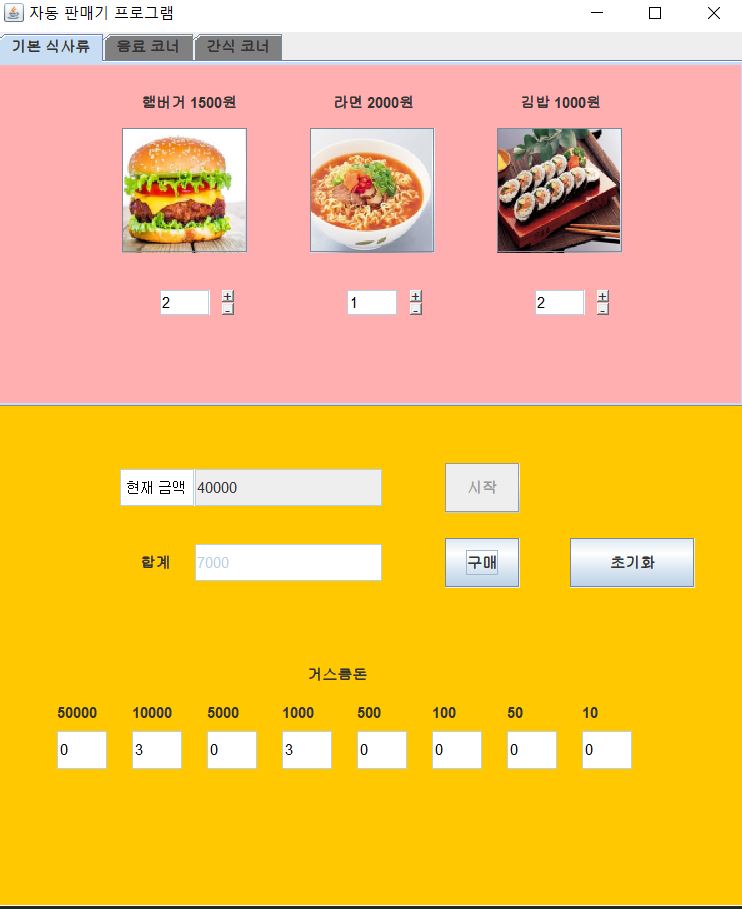 자동 판매기 프로그램
기본 식사류 음료 코너 간식 코너
햄버거 1500원 라면 2000원 김밥 1000원
2 + - 1 + - 2 + -
현재 금액 40000 시작
합계 7000 구매 초기화
거스름돈
50000 10000 5000 1000 500 100 50 10
0 3 0 3 0 0 0 0